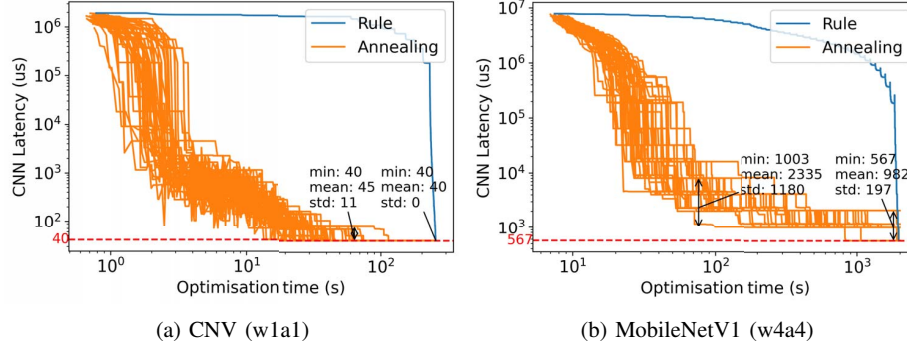 10^6
10^5
10^4
10^3
10^2
40
CNN Latency (us)
Rule
Annealing
min: 40
mean: 45
std: 11
min: 40
mean: 40
std: 0
10^0
10^1
10^2
Optimisation time (s)
(a) CNV (w1a1)
10^7
10^6
10^5
10^4
10^3
567
CNN Latency (us)
Rule
Annealing
min: 1003
mean: 2335
std: 1180
min: 567
mean: 982
std: 197
10^1
10^2
10^3
Optimisation time (s)
(b) MobileNetV1 (w4a4)